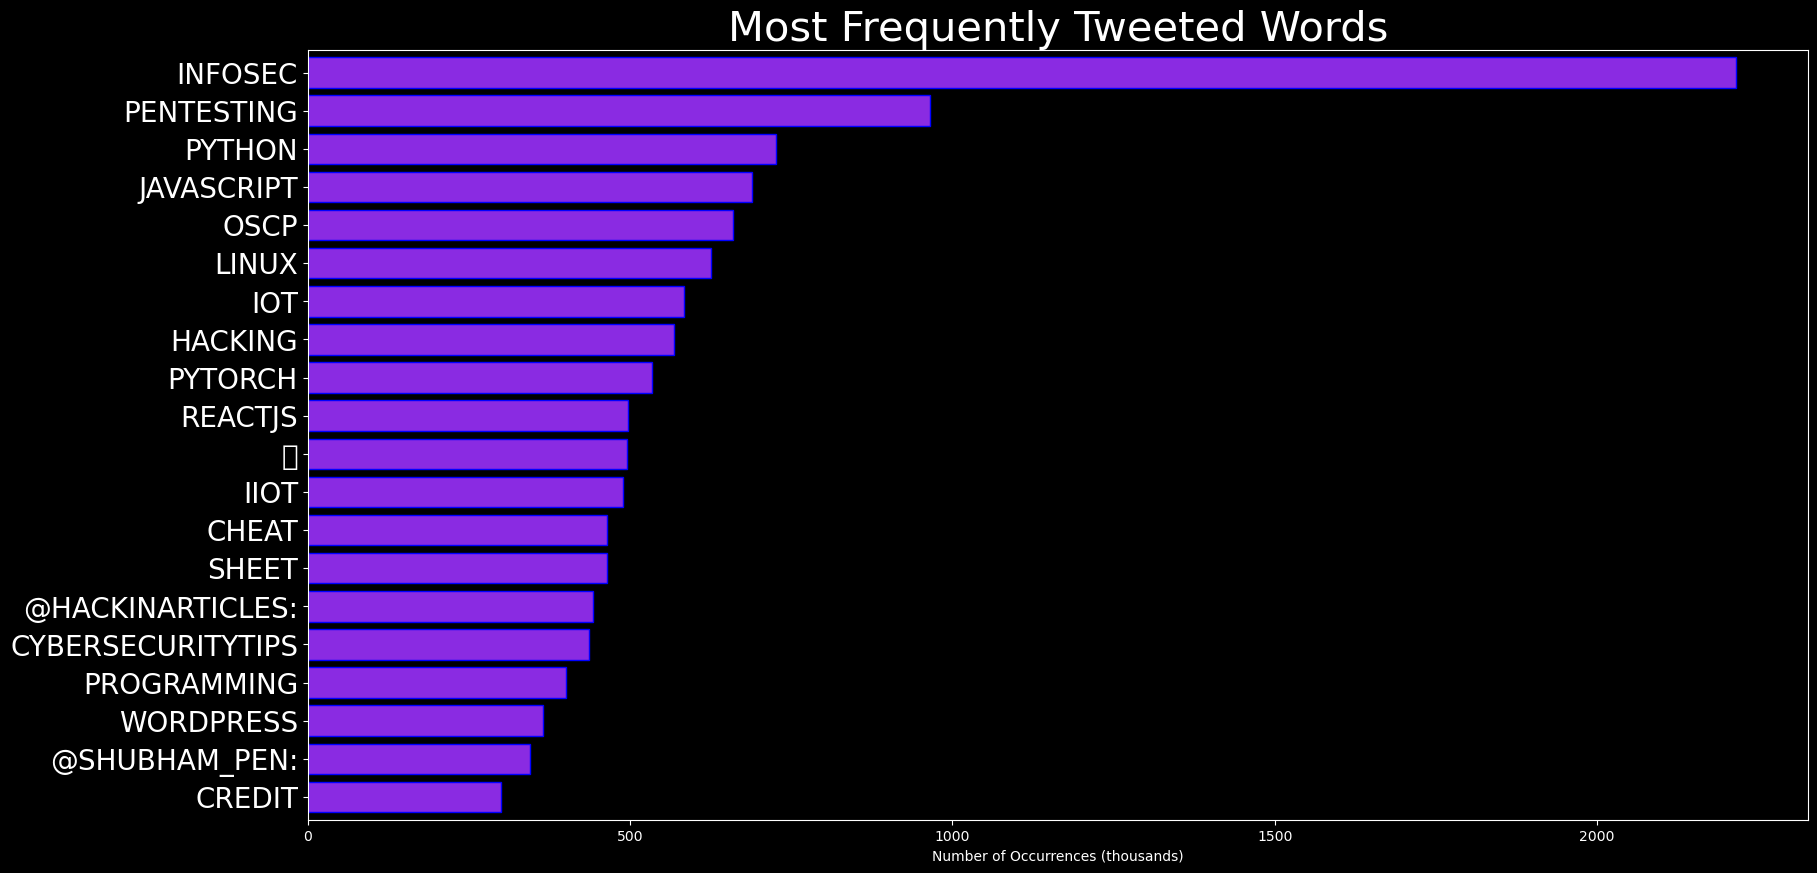 Most Frequently Tweeted Words
INFOSEC
PENTESTING
PYTHON
JAVASCRIPT
OSCP
LINUX
IOT
HACKING
PYTORCH
REACTJS
IIOT
CHEAT
SHEET
@HACKINARTICLES:
CYBERSECURITYTIPS
PROGRAMMING
WORDPRESS
@SHUBHAM_PEN:
CREDIT
0 500 1000 1500 2000
Number of Occurrences (thousands)